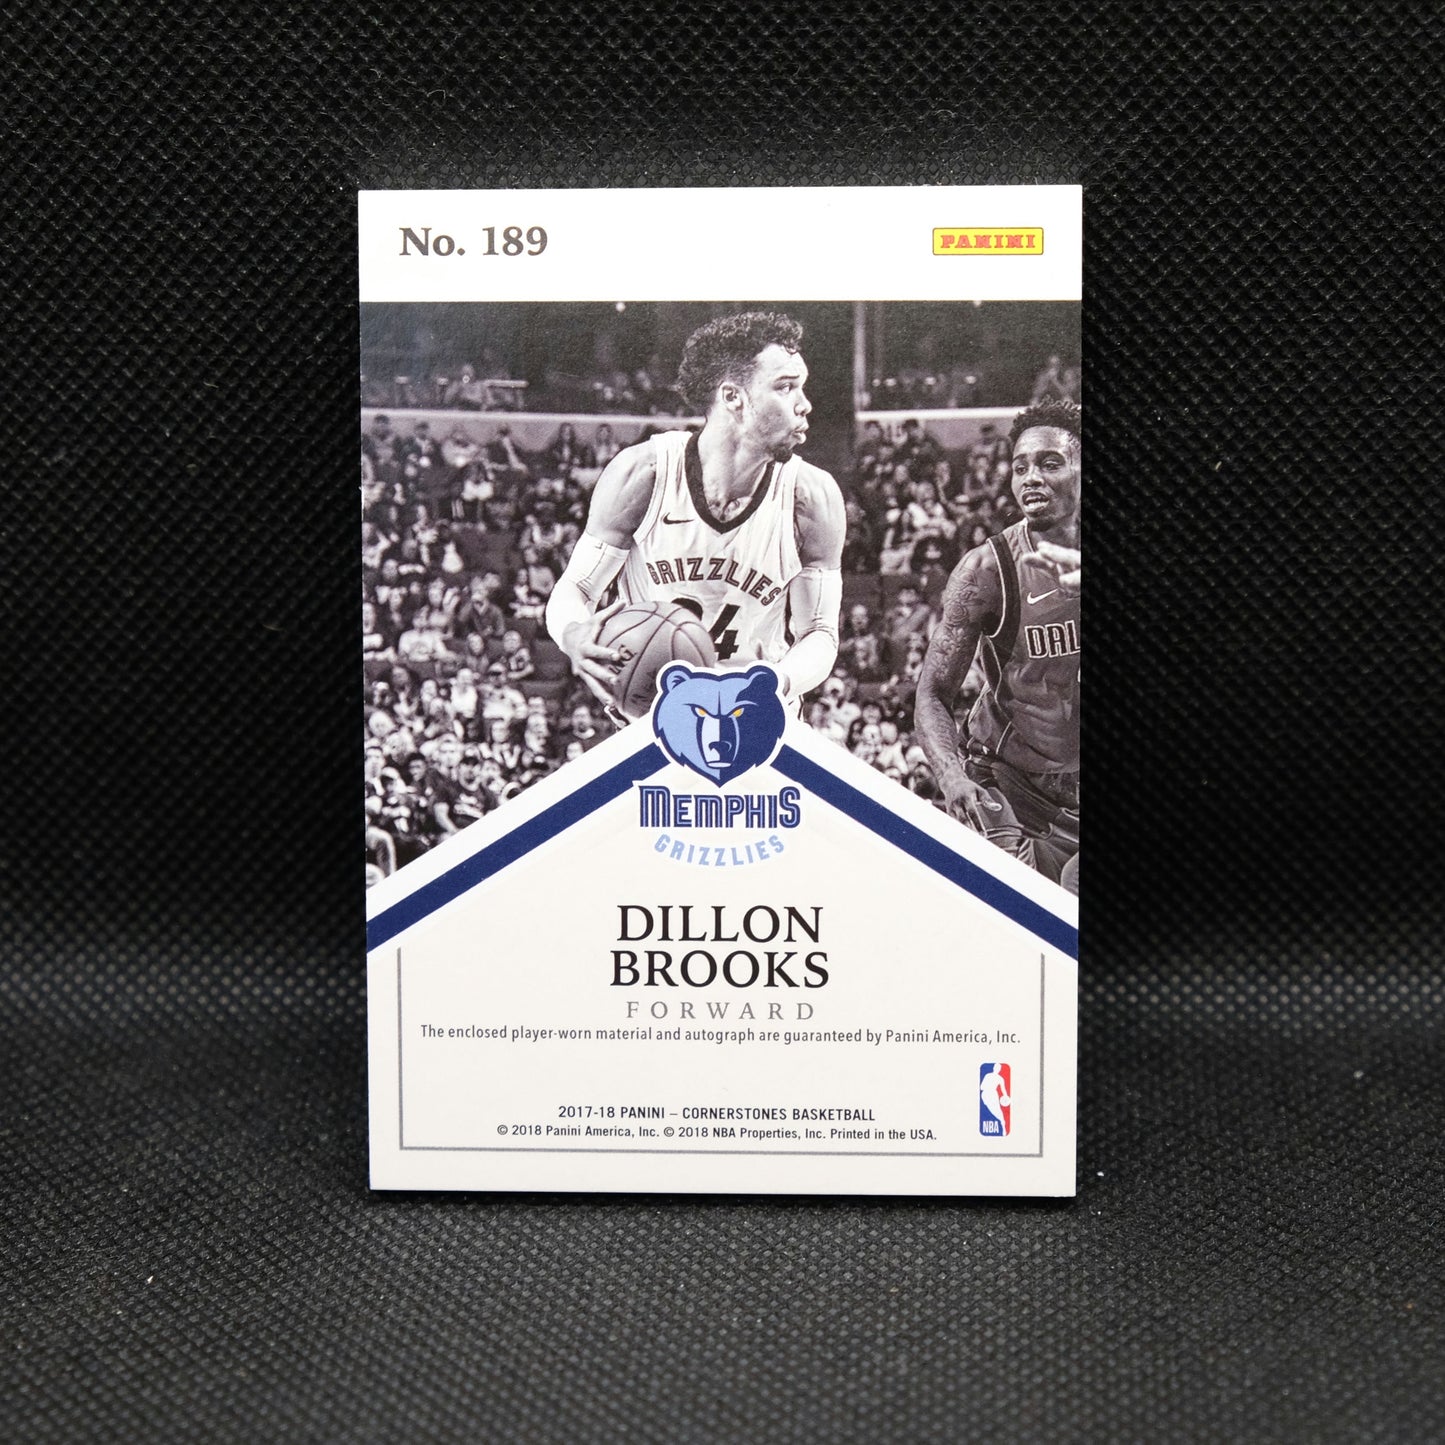 No. 189
PANINI
GRIZZLIES
24
DAL
MEMPHIS
GRIZZLIES
DILLON
BROOKS
FORWARD
The enclosed player-worn material and autograph are guaranteed by Panini America, Inc.
2017-18 PANINI – CORNERSTONES BASKETBALL
© 2018 Panini America, Inc. © 2018 NBA Properties, Inc. Printed in the USA.
NBA